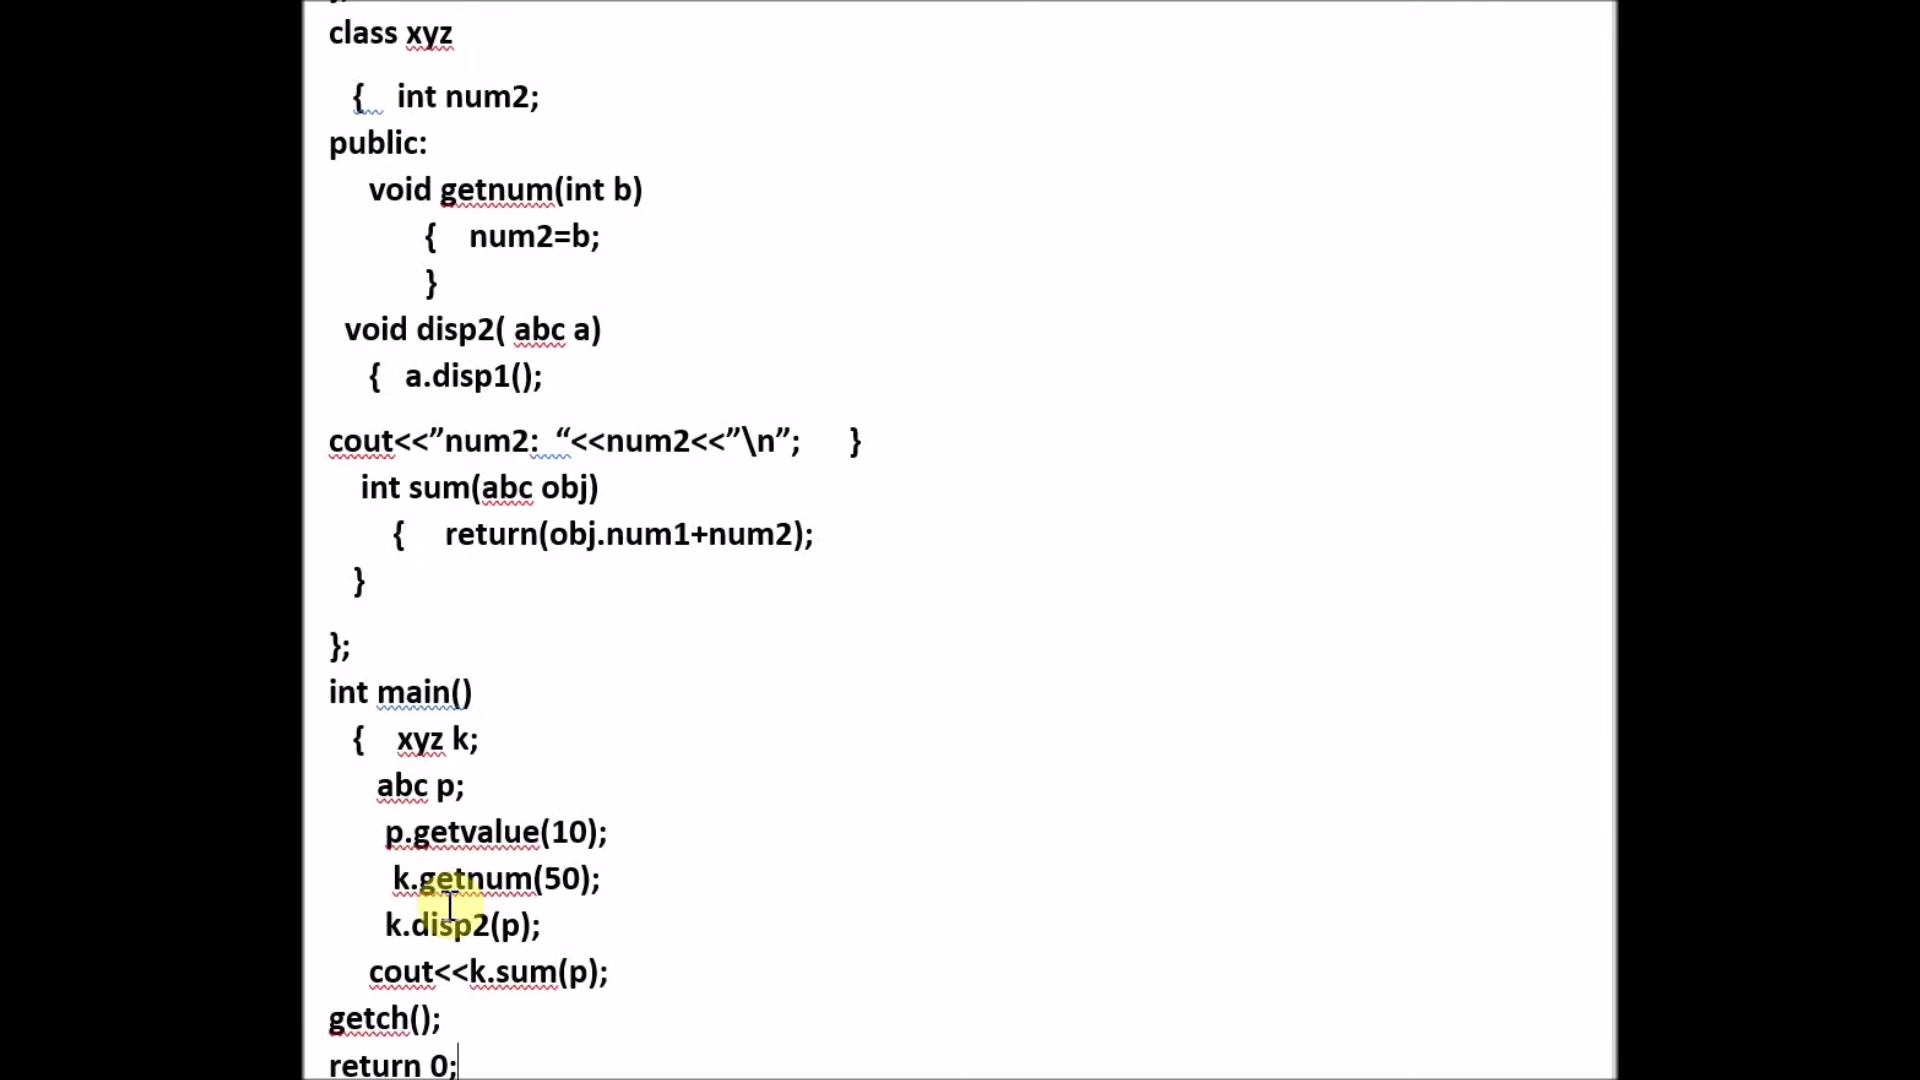 class xyz
{ int num2;
public:
void getnum(int b)
{ num2=b;
}
void disp2( abc a)
{ a.disp1();
cout<<”num2: “<<num2<<”\n”; }
int sum(abc obj)
{ return(obj.num1+num2);
}
};
int main()
{ xyz k;
abc p;
p.getvalue(10);
k.getnum(50);
k.disp2(p);
cout<<k.sum(p);
getch();
return 0;